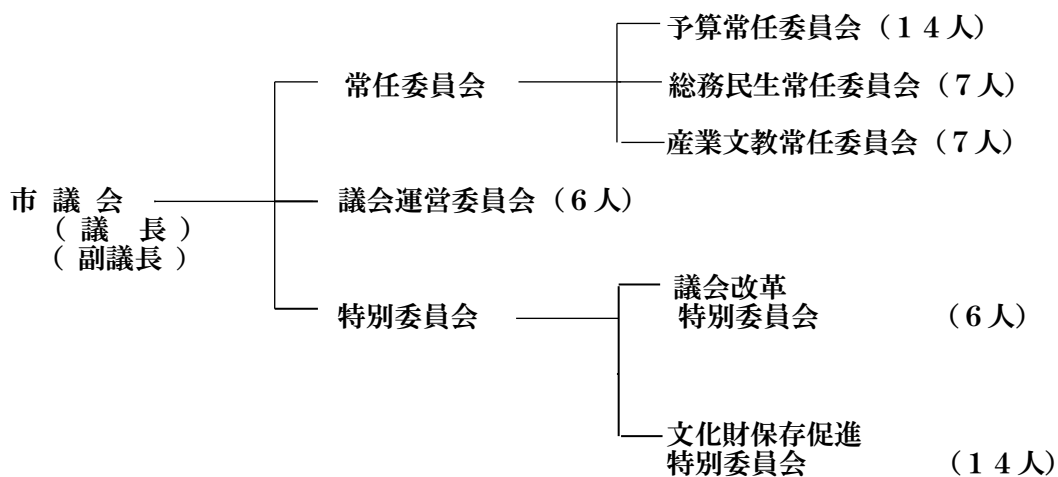 予算常任委員会（１４人）
常任委員会
総務民生常任委員会（７人）
産業文教常任委員会（７人）
市 議 会
（ 議　長 ）
（ 副議長 ）
議会運営委員会（６人）
特別委員会
議会改革
特別委員会　（６人）
文化財保存促進
特別委員会　（１４人）